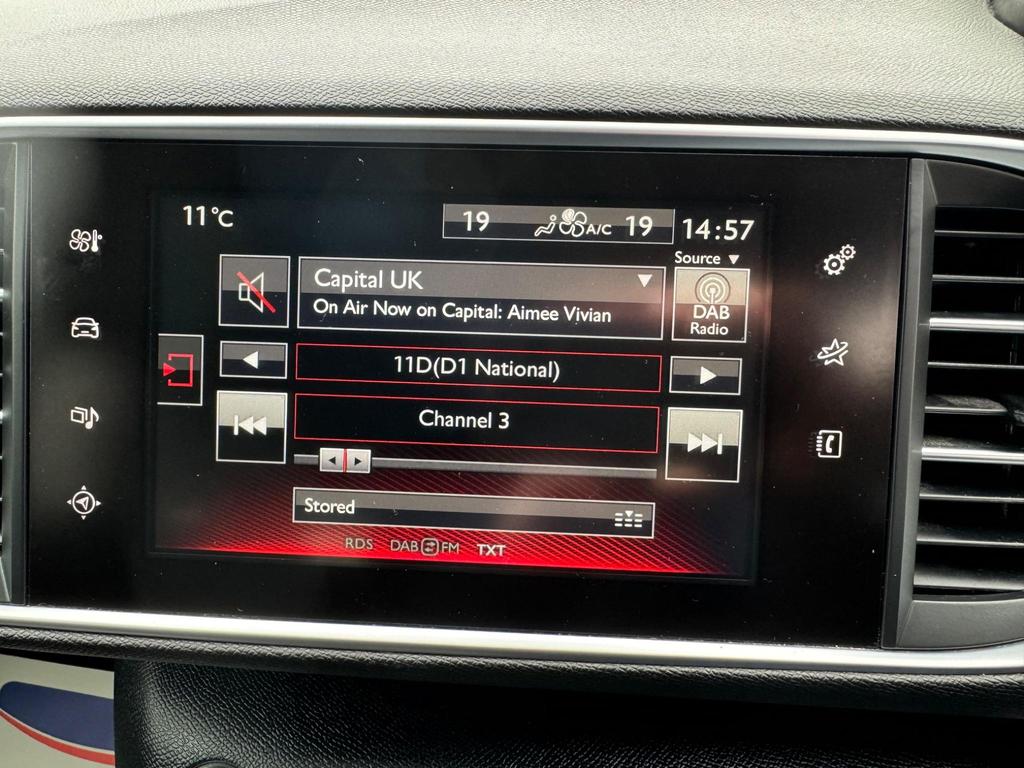 11°C
19 A/C 19
14:57
Source
Capital UK
On Air Now on Capital: Aimee Vivian
DAB
Radio
11D(D1 National)
Channel 3
Stored
RDS DAB FM TXT